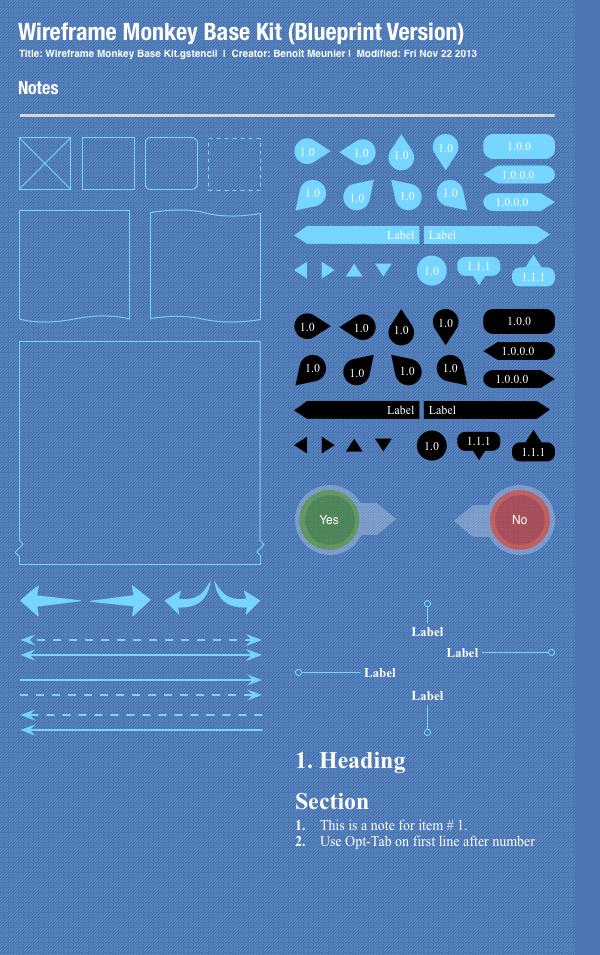 Wireframe Monkey Base Kit (Blueprint Version)
Title: Wireframe Monkey Base Kit.gstencil | Creator: Benoît Meunier | Modified: Fri Nov 22 2013
Notes
1.0 1.0 1.0 1.0 1.0.0
1.0.0.0
1.0 1.0 1.0 1.0 1.0.0.0
Label Label
1.0 1.1.1 1.1.1
1.0 1.0 1.0 1.0 1.0.0
1.0.0.0
1.0 1.0 1.0 1.0 1.0.0.0
Label Label
1.0 1.1.1 1.1.1
Yes No
Label
Label
Label
Label
1. Heading
Section
1. This is a note for item # 1.
2. Use Opt-Tab on first line after number